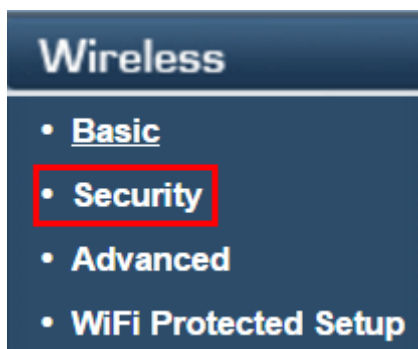 Wireless
• Basic
• Security
• Advanced
• WiFi Protected Setup